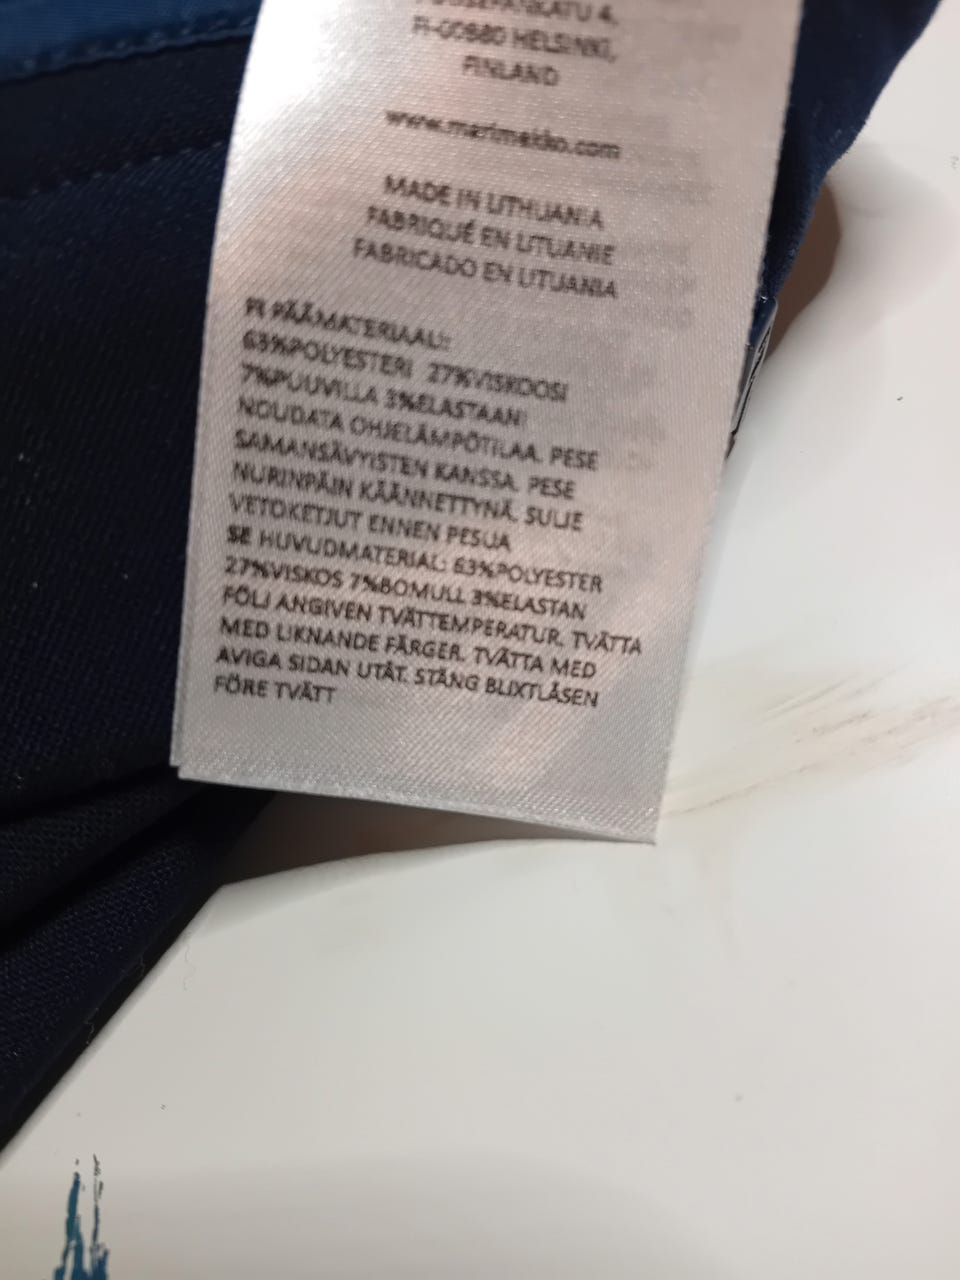 FI-00880 HELSINKI,
FINLAND
www.marimekko.com
MADE IN LITHUANIA
FABRIQUÉ EN LITUANIE
FABRICADO EN LITUANIA
FI PÄÄMATERIAALI:
63%POLYESTERI 27%VISKOOSI
7%PUUVILLA 3%ELASTAANI
NOUDATA OHJELÄMPÖTILAA. PESE
SAMANSÄVYISTEN KANSSA. PESE
NURINPÄIN KÄÄNNETTYNÄ. SULJE
VETOKETJUT ENNEN PESUA
SE HUVUDMATERIAL: 63%POLYESTER
27%VISKOS 7%BOMULL 3%ELASTAN
FÖLJ ANGIVEN TVÄTTEMPERATUR. TVÄTTA
MED LIKNANDE FÄRGER. TVÄTTA MED
AVIGA SIDAN UTÅT. STÄNG BLIXTLÅSEN
FÖRE TVÄTT